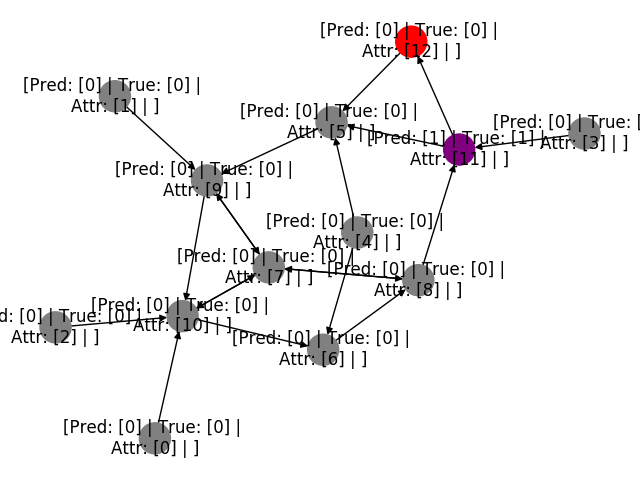 [Pred: [0] | True: [0] |
Attr: [12] | ]
[Pred: [0] | True: [0] |
Attr: [1] | ]
[Pred: [0] | True: [0] |
Attr: [5] | ]
[Pred: [0] | True: [
Attr: [3] | ]
[Pred: [1] | True: [1] |
Attr: [11] | ]
[Pred: [0] | True: [0] |
Attr: [9] | ]
[Pred: [0] | True: [0] |
Attr: [4] | ]
[Pred: [0] | True: [0]
Attr: [7] | ]
[Pred: [0] | True: [0] |
Attr: [8] | ]
[Pred: [0] | True: [0] |
Attr: [10] | ]
d: [0] | True: [0] |
Attr: [2] | ]
[Pred: [0] | True: [0] |
Attr: [6] | ]
[Pred: [0] | True: [0] |
Attr: [0] | ]